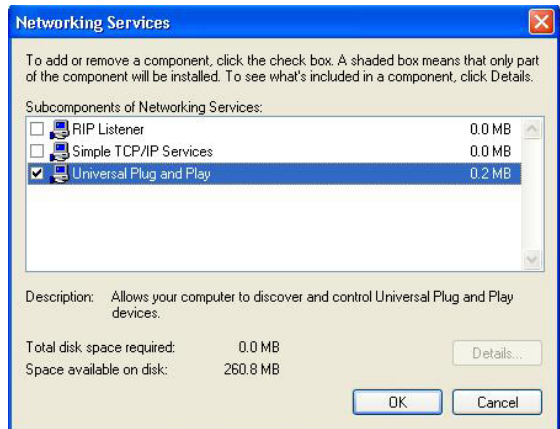 Networking Services
To add or remove a component, click the check box. A shaded box means that only part
of the component will be installed. To see what's included in a component, click Details.
Subcomponents of Networking Services:
RIP Listener 0.0 MB
Simple TCP/IP Services 0.0 MB
Universal Plug and Play 0.2 MB
Description: Allows your computer to discover and control Universal Plug and Play
devices.
Total disk space required: 0.0 MB
Details...
Space available on disk: 260.8 MB
OK Cancel